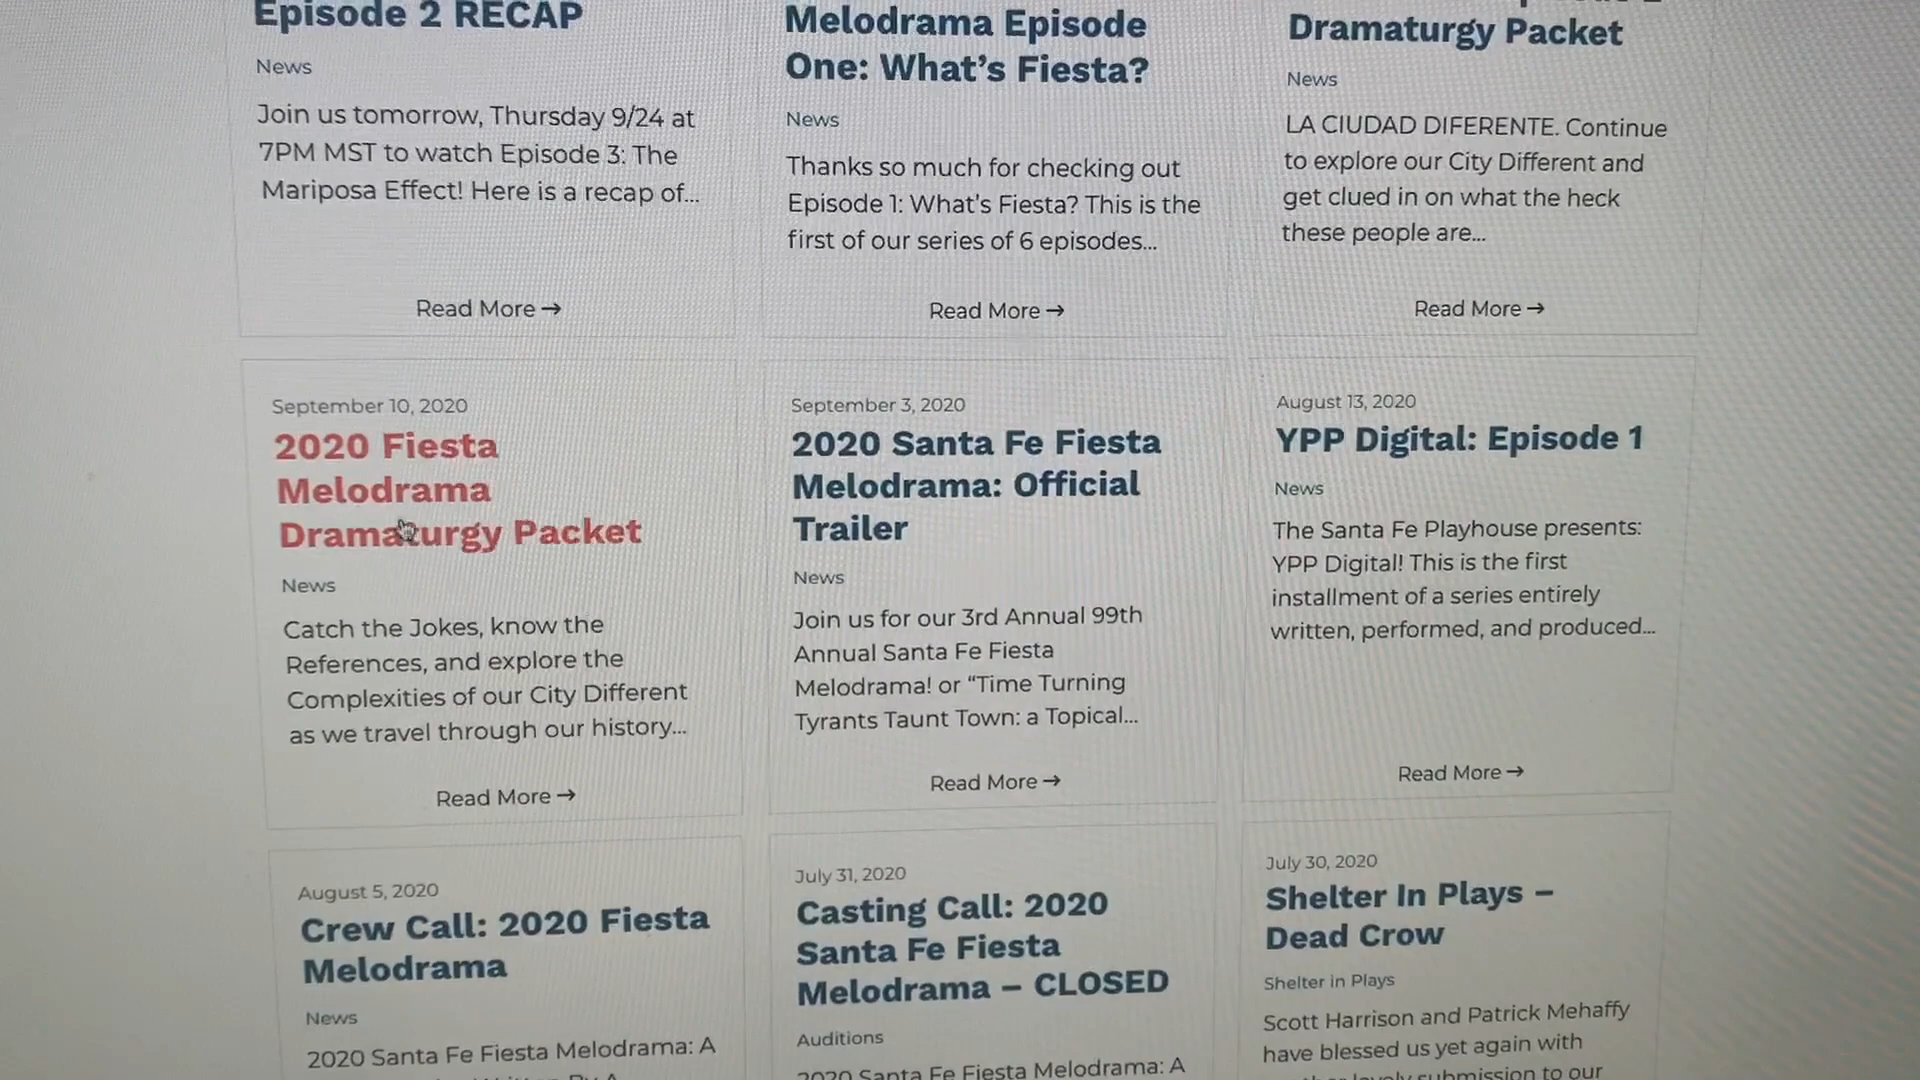 Episode 2 RECAP
News
Join us tomorrow, Thursday 9/24 at
7PM MST to watch Episode 3: The
Mariposa Effect! Here is a recap of...
Read More →
Melodrama Episode
One: What's Fiesta?
News
Thanks so much for checking out
Episode 1: What's Fiesta? This is the
first of our series of 6 episodes...
Read More →
Dramaturgy Packet
News
LA CIUDAD DIFERENTE. Continue
to explore our City Different and
get clued in on what the heck
these people are...
Read More →
September 10, 2020
2020 Fiesta
Melodrama
Dramaturgy Packet
News
Catch the Jokes, know the
References, and explore the
Complexities of our City Different
as we travel through our history...
Read More →
September 3, 2020
2020 Santa Fe Fiesta
Melodrama: Official
Trailer
News
Join us for our 3rd Annual 99th
Annual Santa Fe Fiesta
Melodrama! or “Time Turning
Tyrants Taunt Town: a Topical...
Read More →
August 13, 2020
YPP Digital: Episode 1
News
The Santa Fe Playhouse presents:
YPP Digital! This is the first
installment of a series entirely
written, performed, and produced...
Read More →
August 5, 2020
Crew Call: 2020 Fiesta
Melodrama
News
2020 Santa Fe Fiesta Melodrama: A
July 31, 2020
Casting Call: 2020
Santa Fe Fiesta
Melodrama – CLOSED
Auditions
2020 Santa Fe Fiesta Melodrama: A
July 30, 2020
Shelter In Plays –
Dead Crow
Shelter in Plays
Scott Harrison and Patrick Mehaffy
have blessed us yet again with
submission to our